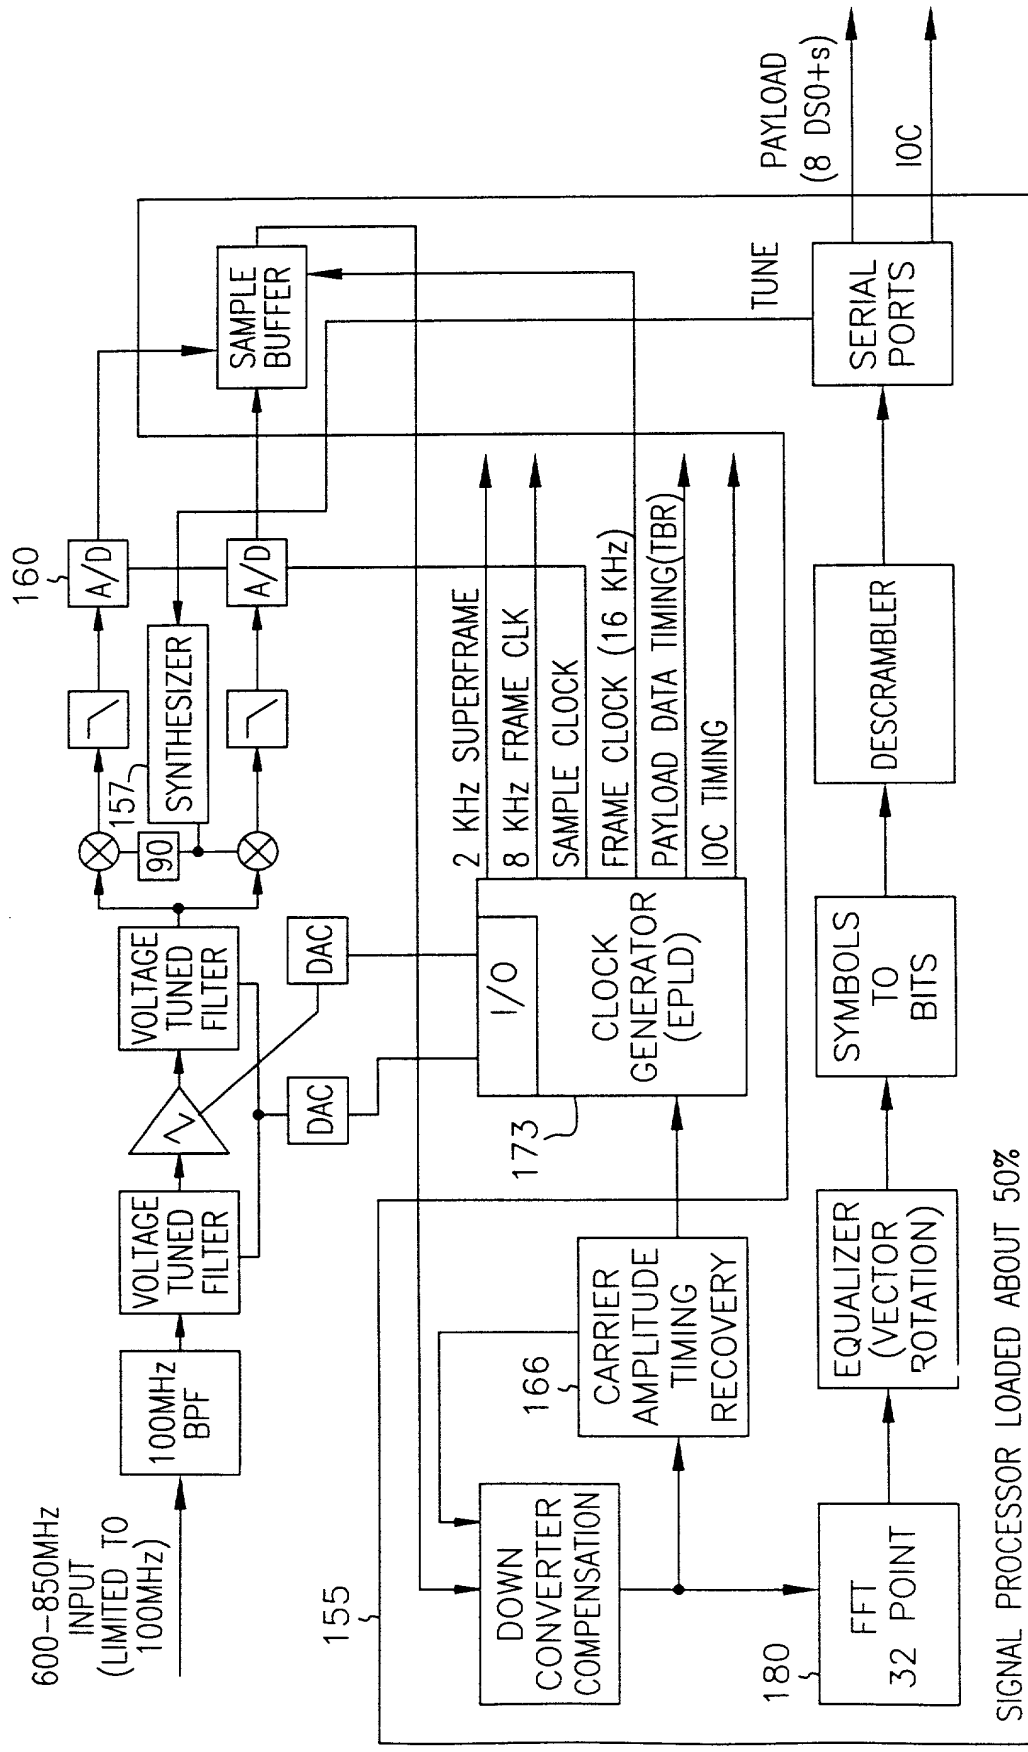 600-850MHz
INPUT
(LIMITED TO
100MHz)
100MHz
BPF
VOLTAGE
TUNED
FILTER
VOLTAGE
TUNED
FILTER
DAC
DAC
90
157
SYNTHESIZER
160
A/D
A/D
SAMPLE
BUFFER
2 KHz SUPERFRAME
8 KHz FRAME CLK
SAMPLE CLOCK
FRAME CLOCK (16 KHz)
PAYLOAD DATA TIMING(TBR)
IOC TIMING
I/O
CLOCK
GENERATOR
(EPLD)
173
155
DOWN
CONVERTER
COMPENSATION
166
CARRIER
AMPLITUDE
TIMING
RECOVERY
180
FFT
32 POINT
EQUALIZER
(VECTOR
ROTATION)
SYMBOLS
TO
BITS
DESCRAMBLER
SERIAL
PORTS
TUNE
PAYLOAD
(8 DS0+s)
IOC
SIGNAL PROCESSOR LOADED ABOUT 50%